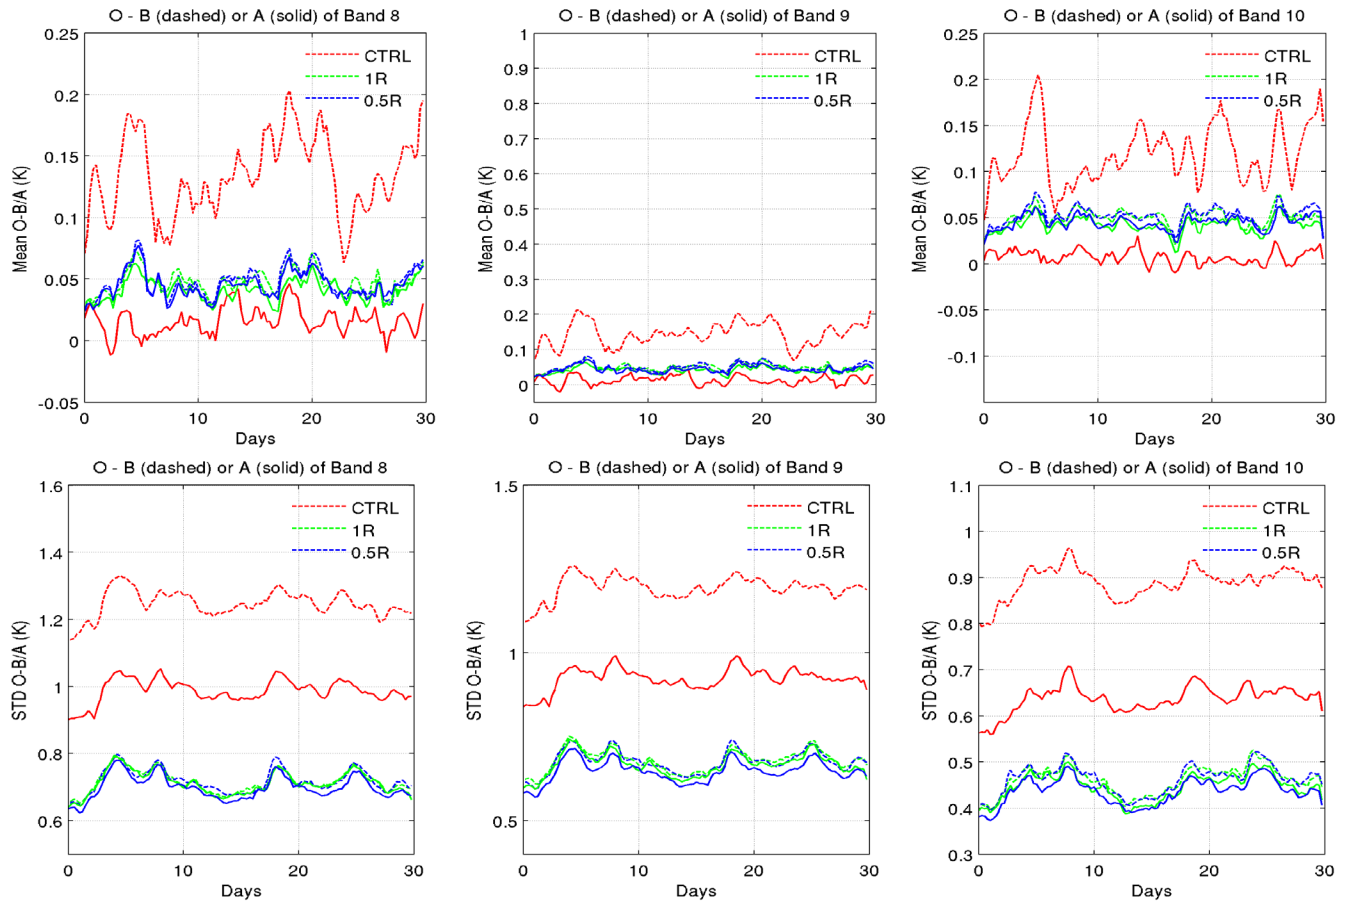 O - B (dashed) or A (solid) of Band 8
0.25
0.2
0.15
0.1
0.05
0
-0.05
Mean O-B/A (K)
CTRL
1R
0.5R
0
10
20
30
Days
O - B (dashed) or A (solid) of Band 9
1
0.9
0.8
0.7
0.6
0.5
0.4
0.3
0.2
0.1
0
Mean O-B/A (K)
CTRL
1R
0.5R
0
10
20
30
Days
O - B (dashed) or A (solid) of Band 10
0.25
0.2
0.15
0.1
0.05
0
-0.05
-0.1
Mean O-B/A (K)
CTRL
1R
0.5R
0
10
20
30
Days
O - B (dashed) or A (solid) of Band 8
1.6
1.4
1.2
1
0.8
0.6
STD O-B/A (K)
CTRL
1R
0.5R
0
10
20
30
Days
O - B (dashed) or A (solid) of Band 9
1.5
1
0.5
STD O-B/A (K)
CTRL
1R
0.5R
0
10
20
30
Days
O - B (dashed) or A (solid) of Band 10
1.1
1
0.9
0.8
0.7
0.6
0.5
0.4
0.3
STD O-B/A (K)
CTRL
1R
0.5R
0
10
20
30
Days